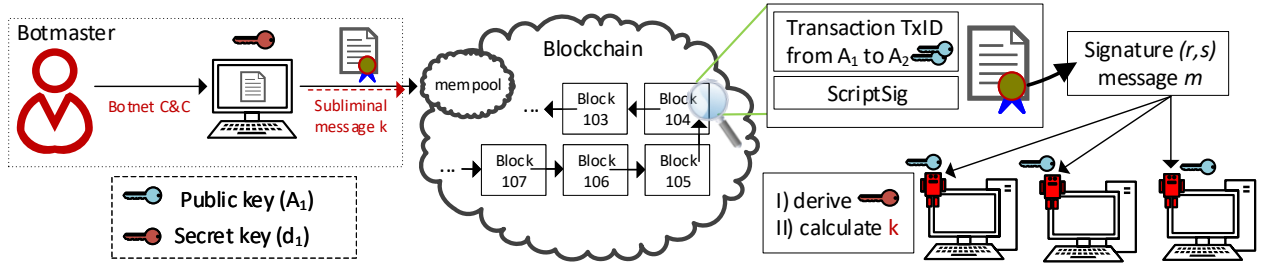 Botmaster
Botnet C&C
Subliminal
message k
Public key (A₁)
Secret key (d₁)
Blockchain
mempool
...
Block
103
Block
104
...
Block
107
Block
106
Block
105
Transaction TxID
from A₁ to A₂
ScriptSig
Signature (r,s)
message m
I) derive
II) calculate k